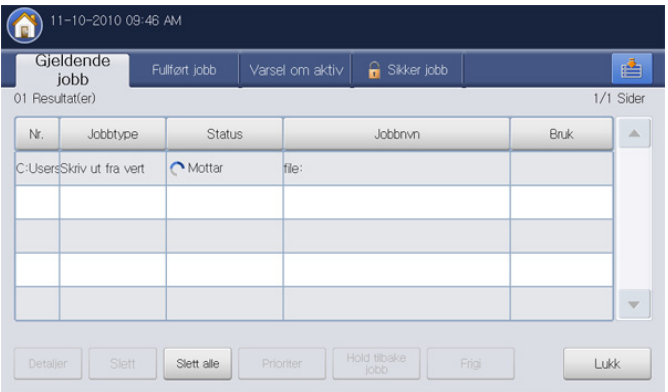 11-10-2010 09:46 AM
Gjeldende jobb
Fullført jobb
Varsel om aktiv
Sikker jobb
01 Resultat(er)
1/1 Sider
Nr.
Jobbtype
Status
Jobbnvn
Bruk
C:Users
Skriv ut fra vert
Mottar
file:
Detaljer
Slett
Slett alle
Prioriter
Hold tilbake jobb
Frigi
Lukk